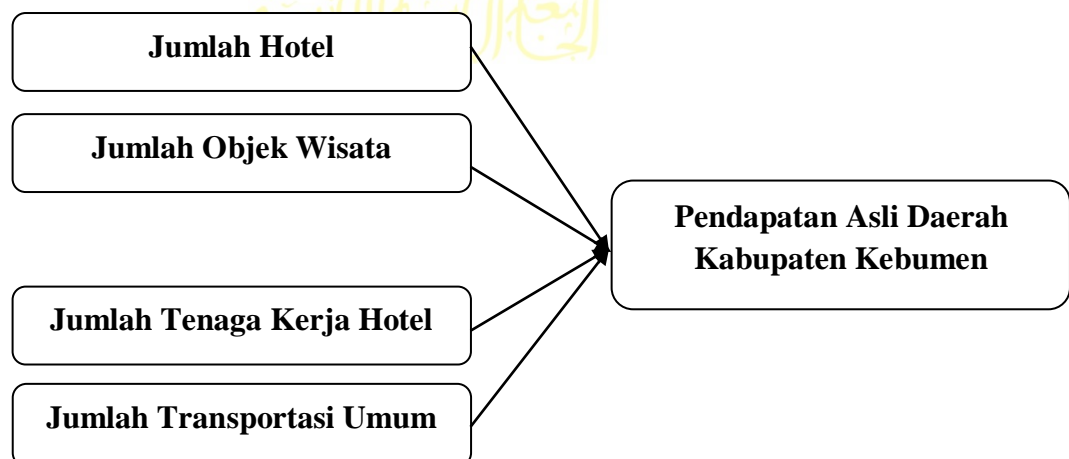 Jumlah Hotel
Jumlah Objek Wisata
Pendapatan Asli Daerah
Kabupaten Kebumen
Jumlah Tenaga Kerja Hotel
Jumlah Transportasi Umum